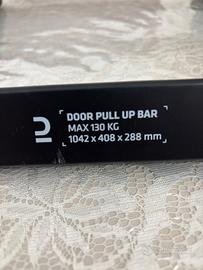 DOOR PULL UP BAR
MAX 130 KG
1042 x 408 x 288 mm